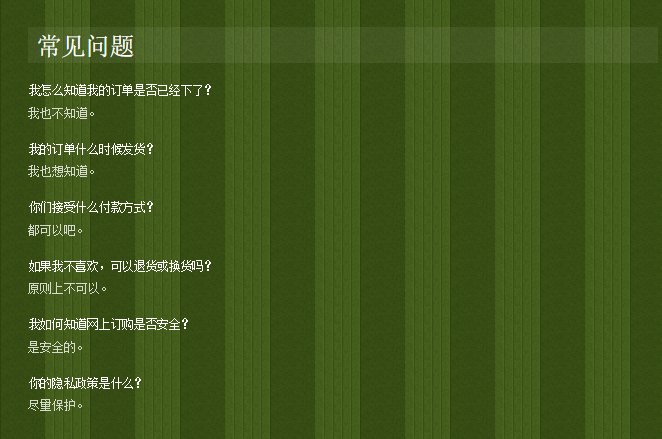 常见问题
我怎么知道我的订单是否已经下了？
我也不知道。
我的订单什么时候发货？
我也想知道。
你们接受什么付款方式？
都可以吧。
如果我不喜欢，可以退货或换货吗？
原则上不可以。
我如何知道网上订购是否安全？
是安全的。
你的隐私政策是什么？
尽量保护。